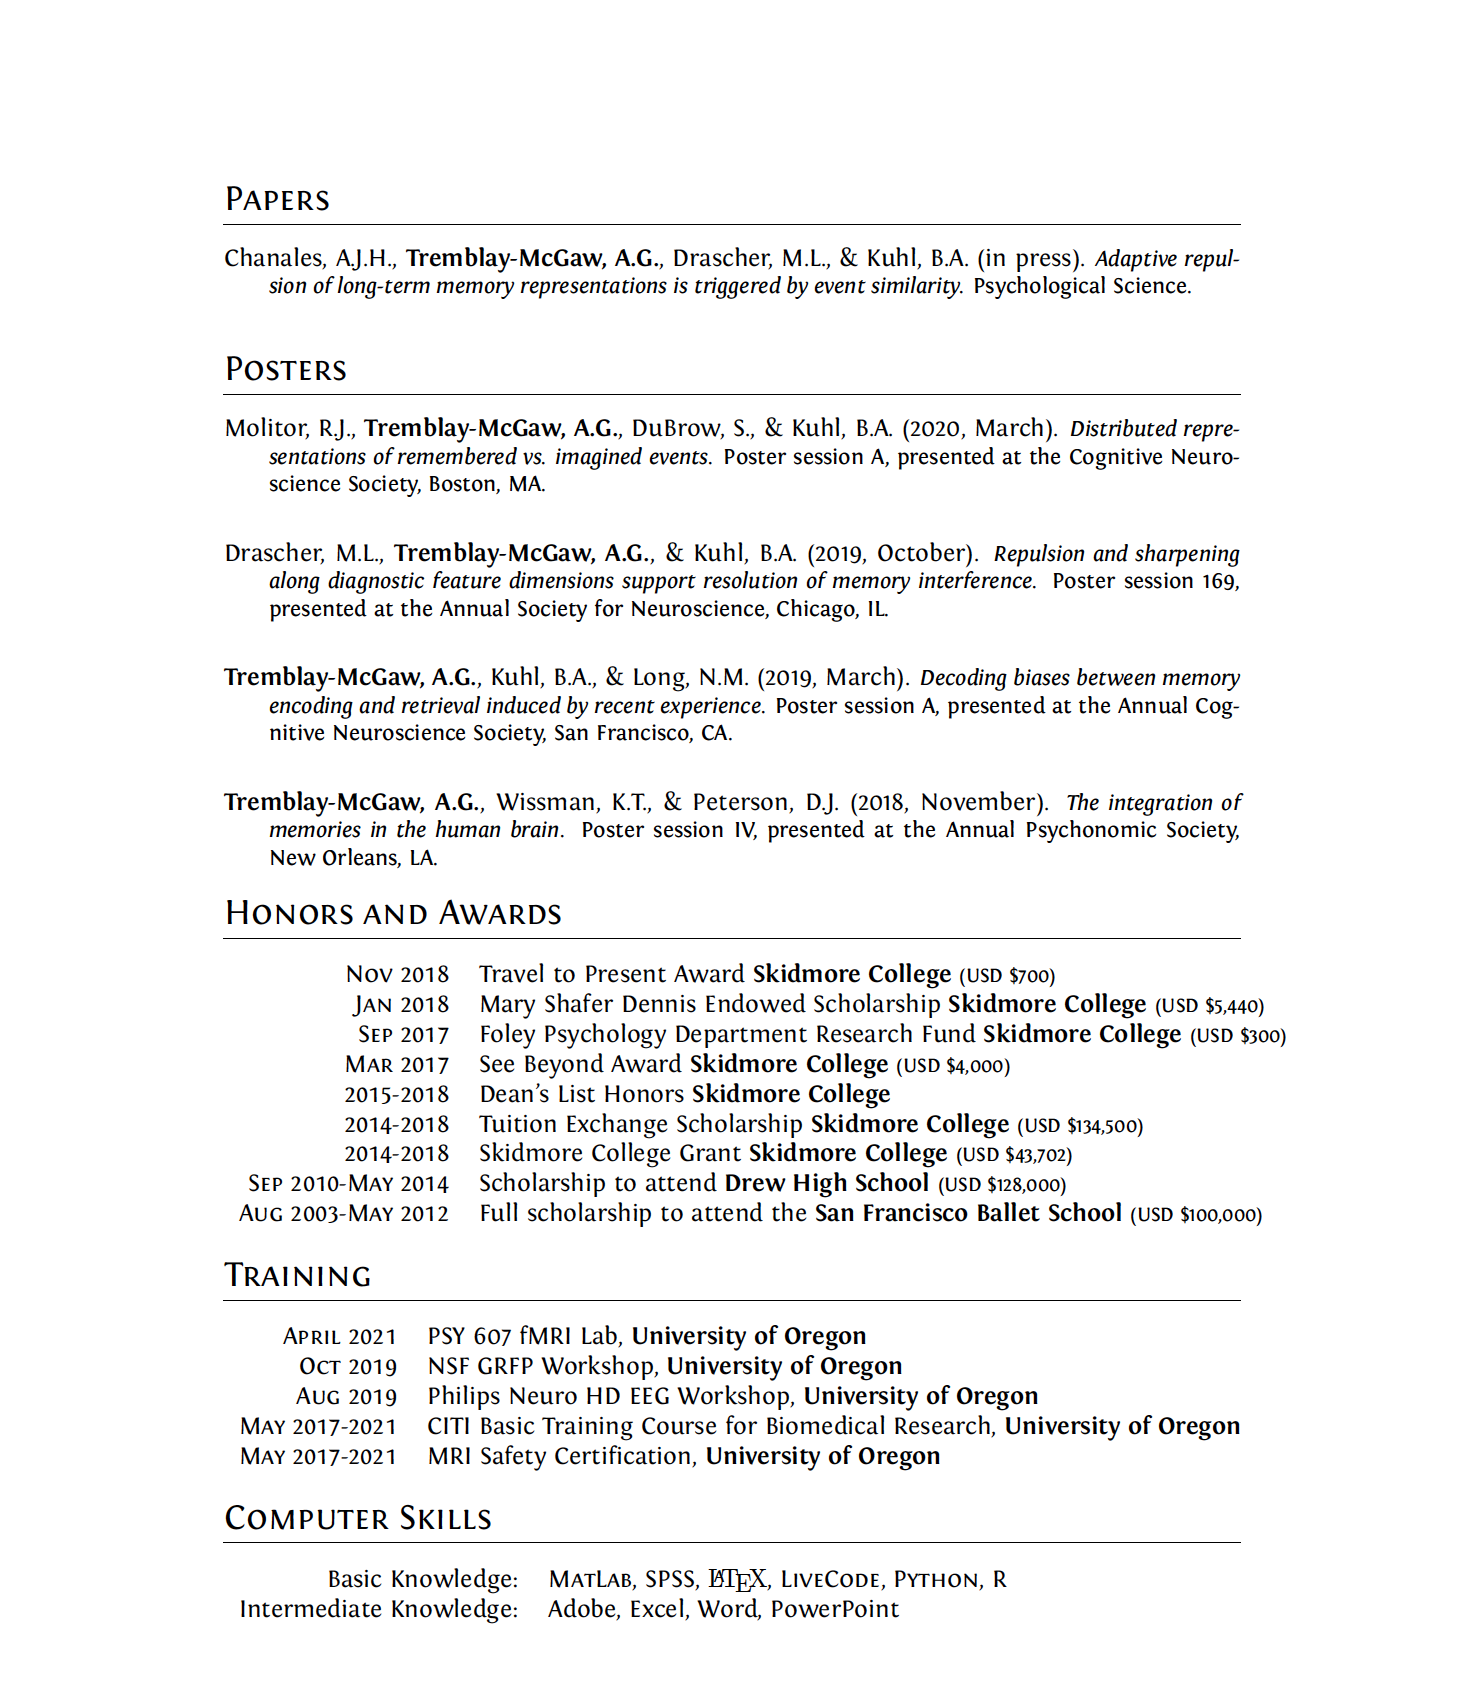 Papers
Chanales, A.J.H., Tremblay-McGaw, A.G., Drascher, M.L., & Kuhl, B.A. (in press). Adaptive repul-
sion of long-term memory representations is triggered by event similarity. Psychological Science.
Posters
Molitor, R.J., Tremblay-McGaw, A.G., DuBrow, S., & Kuhl, B.A. (2020, March). Distributed repre-
sentations of remembered vs. imagined events. Poster session A, presented at the Cognitive Neuro-
science Society, Boston, MA.
Drascher, M.L., Tremblay-McGaw, A.G., & Kuhl, B.A. (2019, October). Repulsion and sharpening
along diagnostic feature dimensions support resolution of memory interference. Poster session 169,
presented at the Annual Society for Neuroscience, Chicago, IL.
Tremblay-McGaw, A.G., Kuhl, B.A., & Long, N.M. (2019, March). Decoding biases between memory
encoding and retrieval induced by recent experience. Poster session A, presented at the Annual Cog-
nitive Neuroscience Society, San Francisco, CA.
Tremblay-McGaw, A.G., Wissman, K.T., & Peterson, D.J. (2018, November). The integration of
memories in the human brain. Poster session IV, presented at the Annual Psychonomic Society,
New Orleans, LA.
Honors and Awards
Nov 2018 Travel to Present Award Skidmore College (USD $700)
Jan 2018 Mary Shafer Dennis Endowed Scholarship Skidmore College (USD $5,440)
Sep 2017 Foley Psychology Department Research Fund Skidmore College (USD $300)
Mar 2017 See Beyond Award Skidmore College (USD $4,000)
2015-2018 Dean's List Honors Skidmore College
2014-2018 Tuition Exchange Scholarship Skidmore College (USD $134,500)
2014-2018 Skidmore College Grant Skidmore College (USD $43,702)
Sep 2010-May 2014 Scholarship to attend Drew High School (USD $128,000)
Aug 2003-May 2012 Full scholarship to attend the San Francisco Ballet School (USD $100,000)
Training
April 2021 PSY 607 fMRI Lab, University of Oregon
Oct 2019 NSF GRFP Workshop, University of Oregon
Aug 2019 Philips Neuro HD EEG Workshop, University of Oregon
May 2017-2021 CITI Basic Training Course for Biomedical Research, University of Oregon
May 2017-2021 MRI Safety Certification, University of Oregon
Computer Skills
Basic Knowledge: MatLab, SPSS, LATEX, LiveCode, Python, R
Intermediate Knowledge: Adobe, Excel, Word, PowerPoint